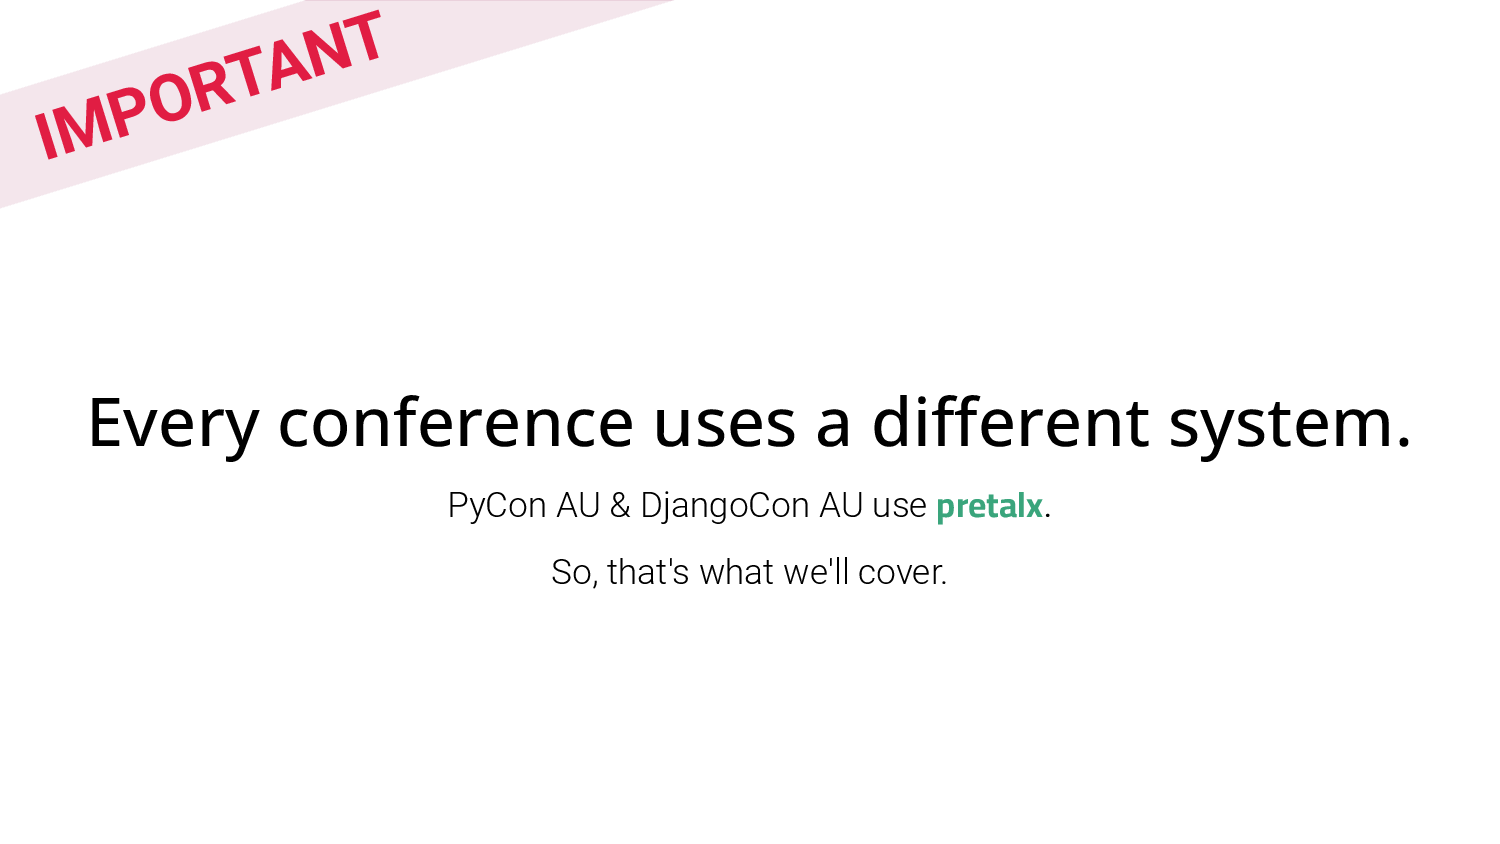 IMPORTANT
Every conference uses a different system.
PyCon AU & DjangoCon AU use pretalx.
So, that's what we'll cover.